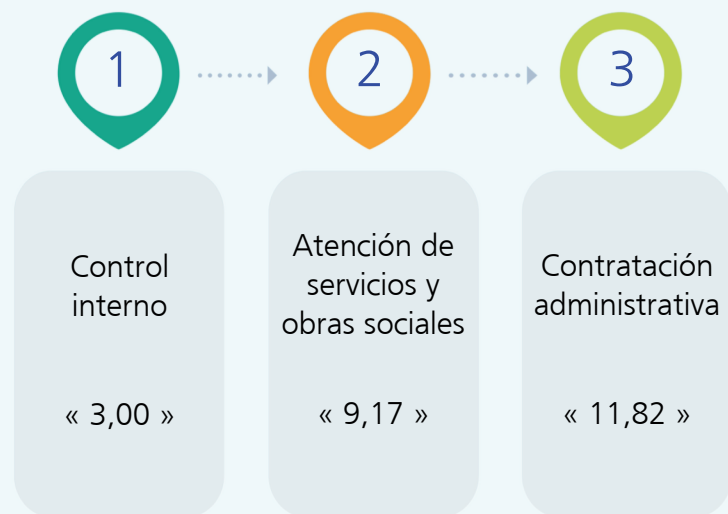 1
2
3
Control
interno
« 3,00 »
Atención de
servicios y
obras sociales
« 9,17 »
Contratación
administrativa
« 11,82 »